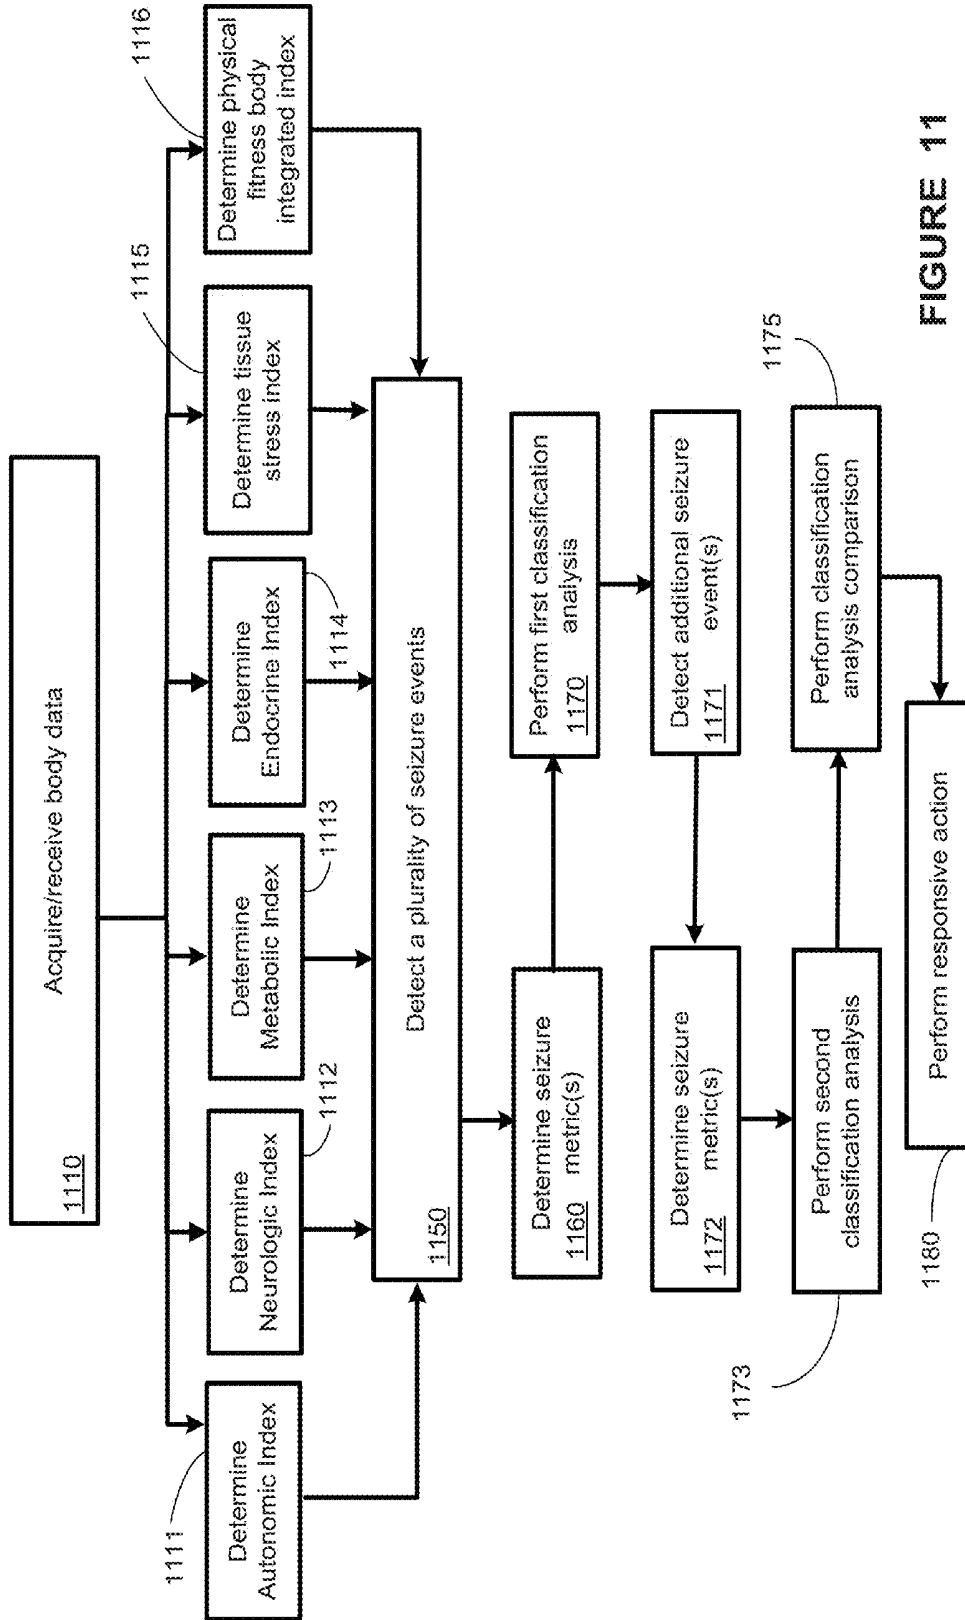 Acquire/receive body data
1110
1111
Determine
Autonomic Index
Determine
Neurologic Index
1112
Determine
Metabolic Index
1113
Determine
Endocrine Index
1114
Determine tissue
stress index
1115
Determine physical
fitness body
integrated index
1116
Detect a plurality of seizure events
1150
Determine seizure
1160 metric(s)
Perform first classification
1170 analysis
Detect additional seizure
1171 event(s)
Determine seizure
1172 metric(s)
Perform second
classification analysis
1173
Perform classification
analysis comparison
1175
Perform responsive action
1180
FIGURE 11